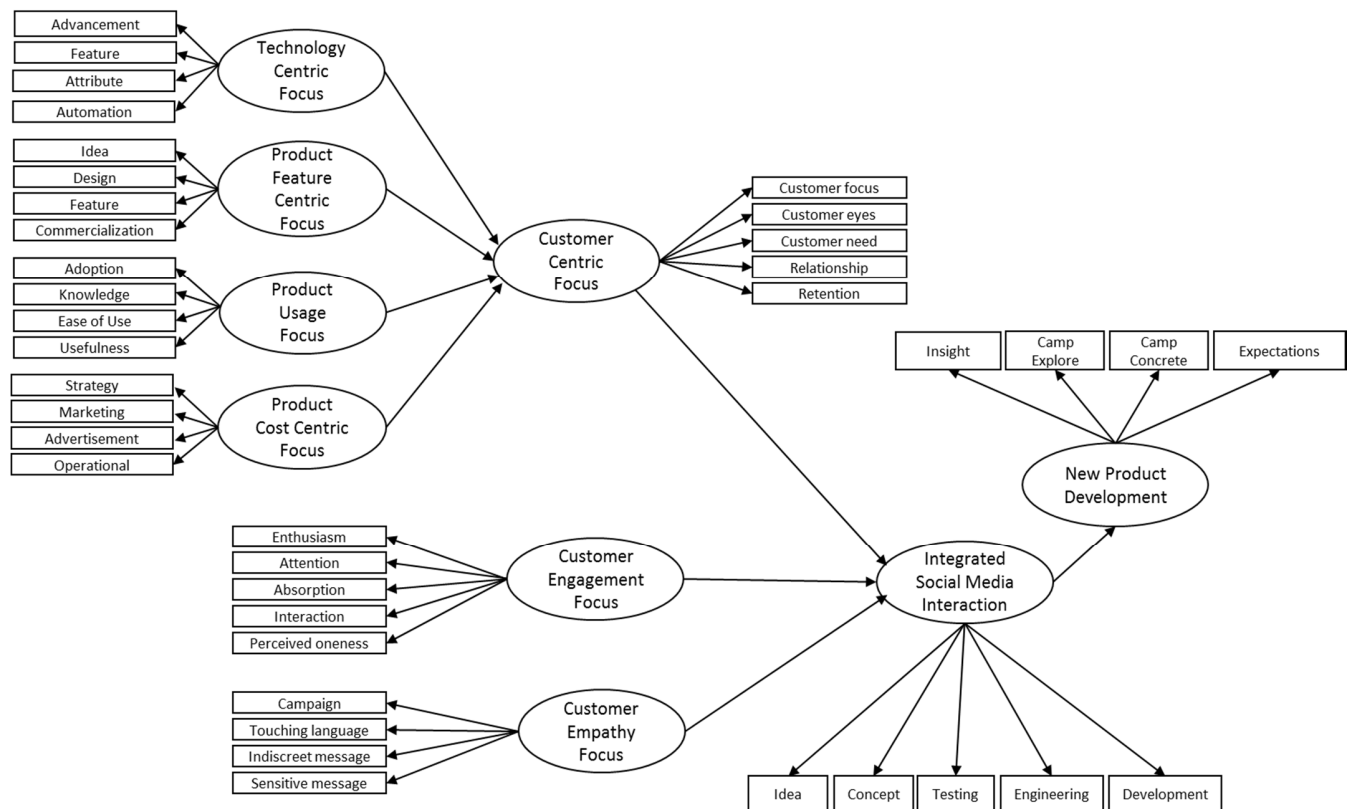 Advancement
Feature
Attribute
Automation
Technology
Centric
Focus
Idea
Design
Feature
Commercialization
Product
Feature
Centric
Focus
Adoption
Knowledge
Ease of Use
Usefulness
Product
Usage
Focus
Strategy
Marketing
Advertisement
Operational
Product
Cost Centric
Focus
Customer
Centric
Focus
Customer focus
Customer eyes
Customer need
Relationship
Retention
Insight
Camp
Explore
Camp
Concrete
Expectations
New Product
Development
Enthusiasm
Attention
Absorption
Interaction
Perceived oneness
Customer
Engagement
Focus
Integrated
Social Media
Interaction
Campaign
Touching language
Indiscreet message
Sensitive message
Customer
Empathy
Focus
Idea
Concept
Testing
Engineering
Development